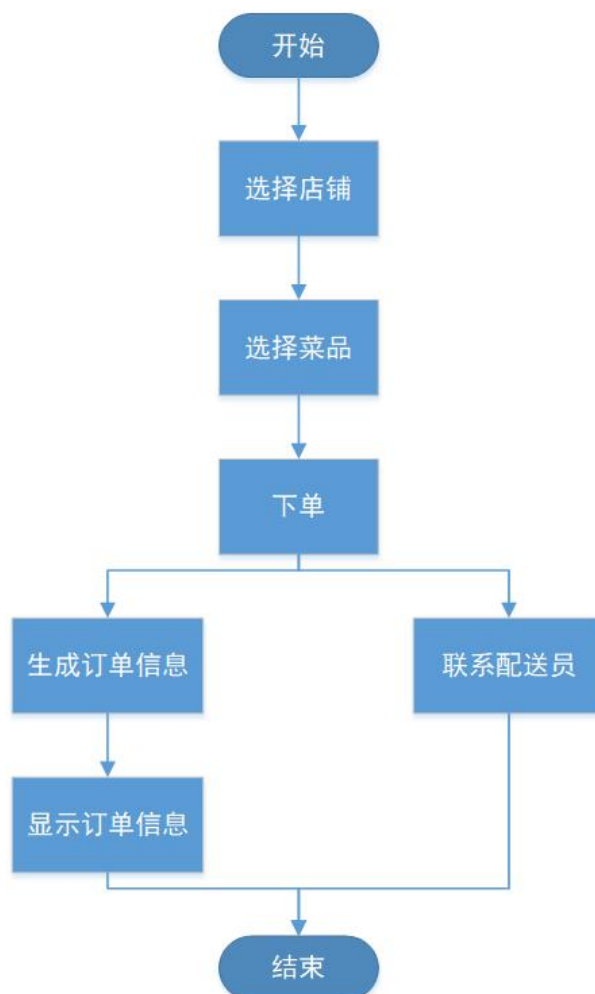 开始
选择店铺
选择菜品
下单
生成订单信息
联系配送员
显示订单信息
结束